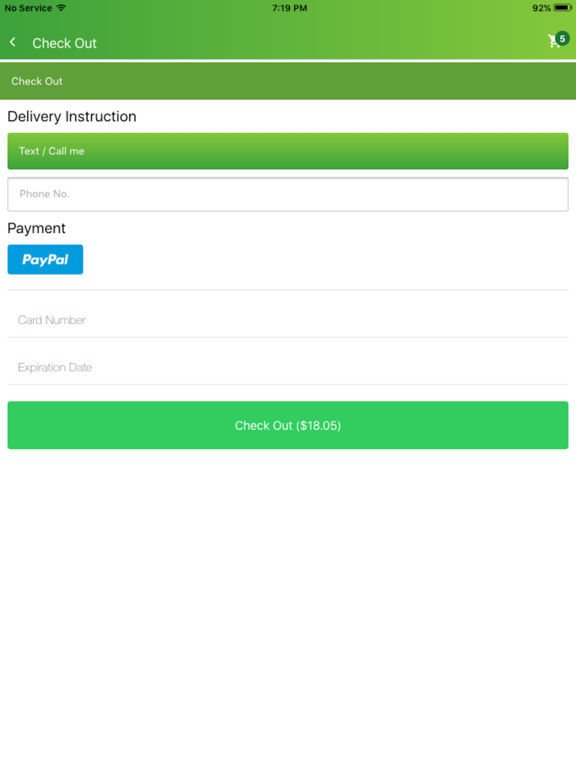 No Service 7:19 PM 92%
Check Out 5
Check Out
Delivery Instruction
Text / Call me
Phone No.
Payment
PayPal
Card Number
Expiration Date
Check Out ($18.05)